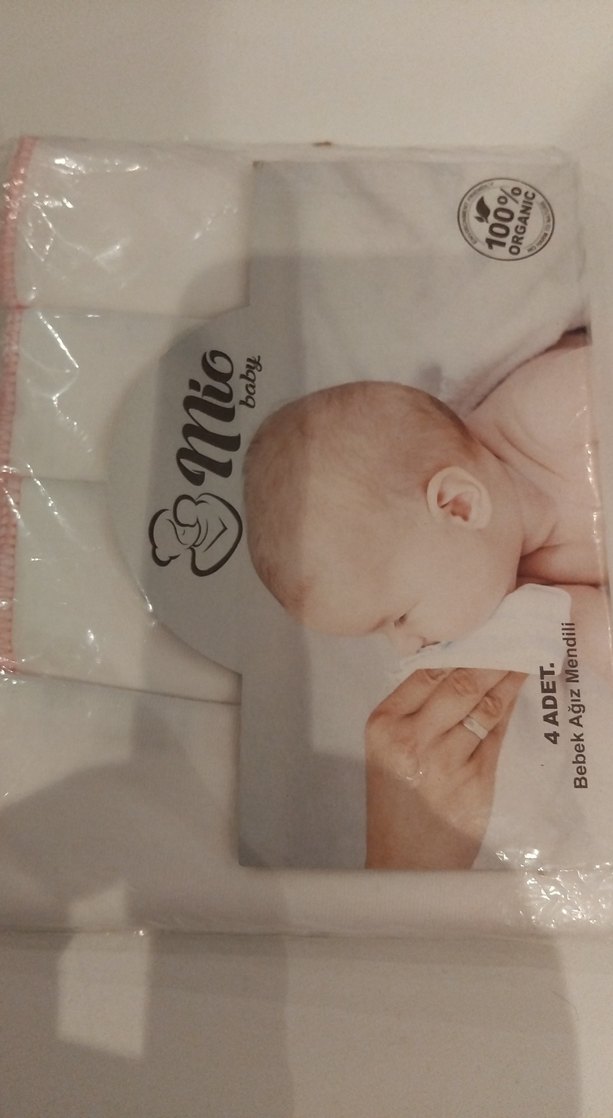 Mio
baby
100%
ORGANIC
4 ADET.
Bebek Ağız Mendili